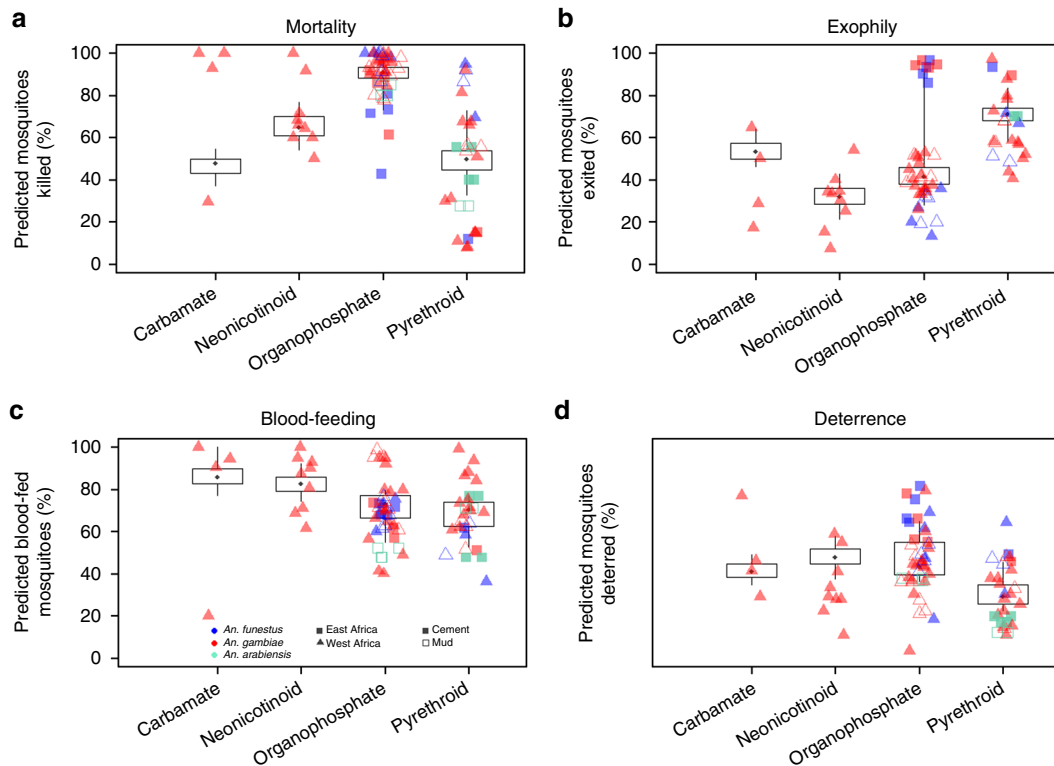 a
Mortality
Predicted mosquitoes
killed (%)
100
80
60
40
20
0
Carbamate
Neonicotinoid
Organophosphate
Pyrethroid
b
Exophily
Predicted mosquitoes
exited (%)
100
80
60
40
20
0
Carbamate
Neonicotinoid
Organophosphate
Pyrethroid
c
Blood-feeding
Predicted blood-fed
mosquitoes (%)
100
80
60
40
20
0
An. funestus
East Africa
Cement
An. gambiae
West Africa
Mud
An. arabiensis
Carbamate
Neonicotinoid
Organophosphate
Pyrethroid
d
Deterrence
Predicted mosquitoes
deterred (%)
Carbamate
Neonicotinoid
Organophosphate
Pyrethroid